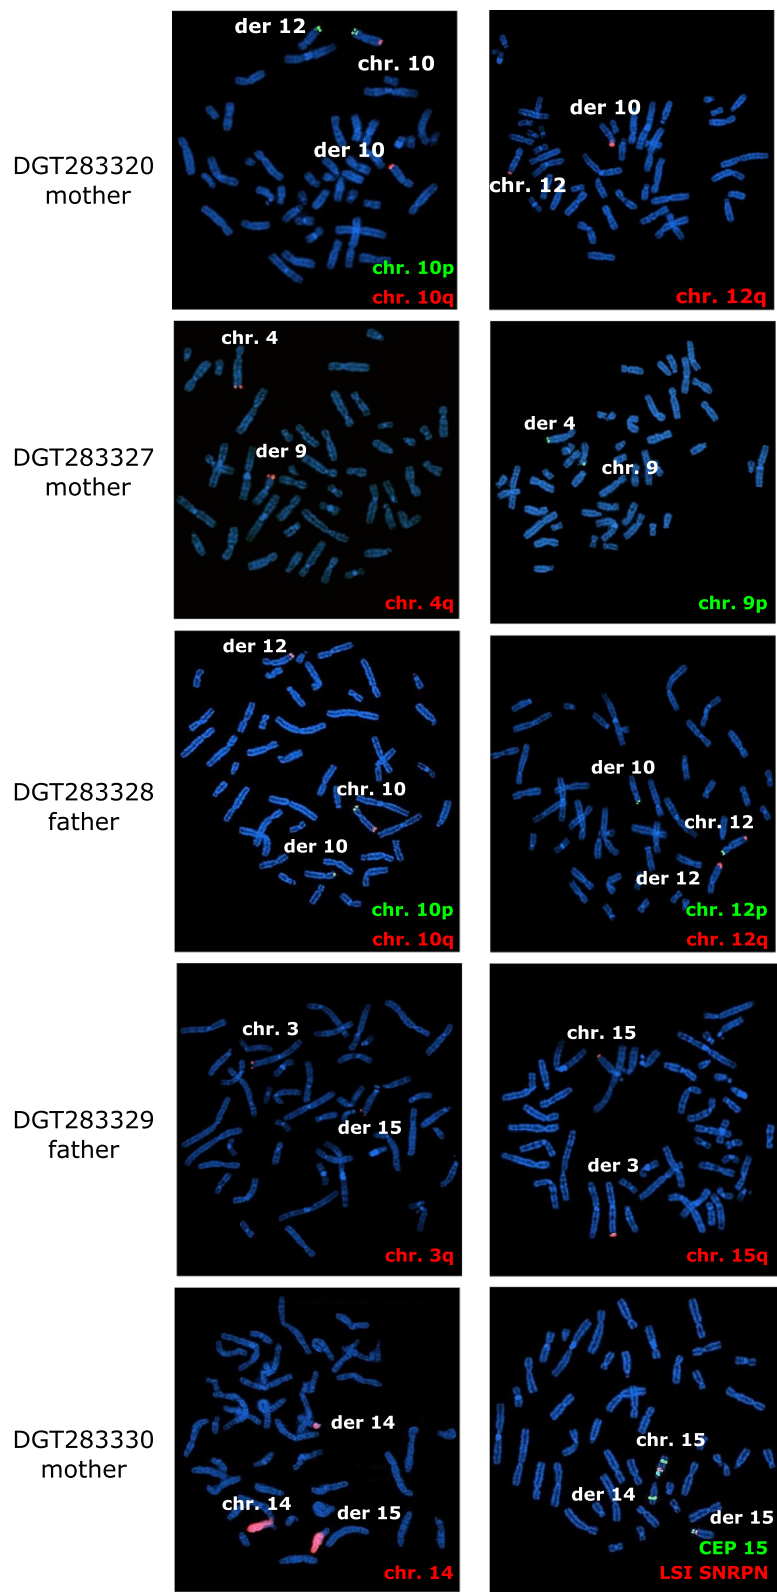 DGT283320
mother
der 12
chr. 10
der 10
chr. 10p
chr. 10q
der 10
chr. 12
chr. 12q
DGT283327
mother
chr. 4
der 9
chr. 4q
der 4
chr. 9
chr. 9p
DGT283328
father
der 12
chr. 10
der 10
chr. 10p
chr. 10q
der 10
chr. 12
der 12
chr. 12p
chr. 12q
DGT283329
father
chr. 3
der 15
chr. 3q
chr. 15
der 3
chr. 15q
DGT283330
mother
der 14
chr. 14
der 15
chr. 14
chr. 15
der 14
der 15
CEP 15
LSI SNRPN